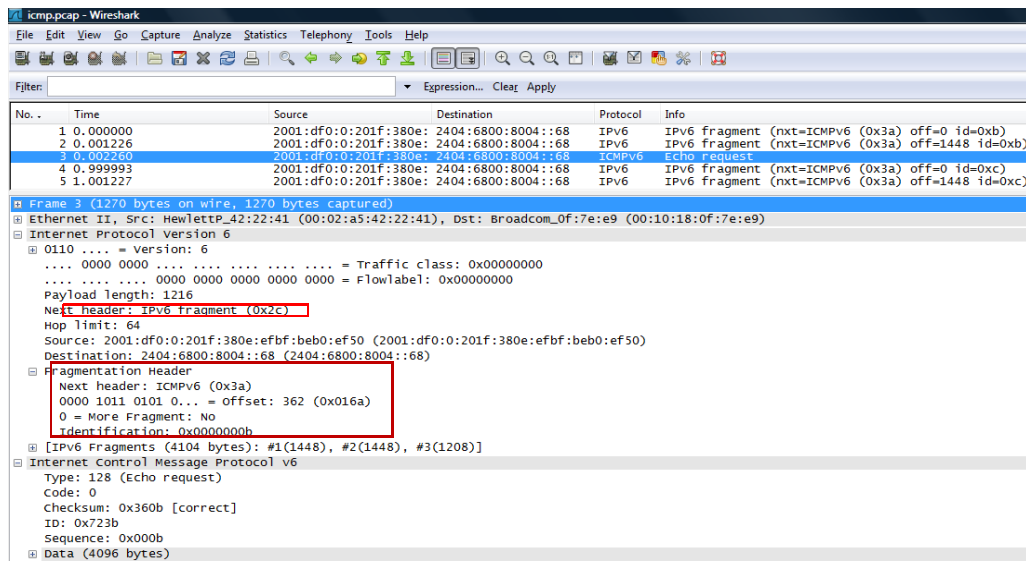 icmp.pcap - Wireshark
File Edit View Go Capture Analyze Statistics Telephony Tools Help
Filter: Expression... Clear Apply
No. . Time Source Destination Protocol Info
1 0.000000 2001:df0:0:201f:380e: 2404:6800:8004::68 IPv6 IPv6 fragment (nxt=ICMPv6 (0x3a) off=0 id=0xb)
2 0.001226 2001:df0:0:201f:380e: 2404:6800:8004::68 IPv6 IPv6 fragment (nxt=ICMPv6 (0x3a) off=1448 id=0xb)
3 0.002260 2001:df0:0:201f:380e: 2404:6800:8004::68 ICMPv6 Echo request
4 0.999993 2001:df0:0:201f:380e: 2404:6800:8004::68 IPv6 IPv6 fragment (nxt=ICMPv6 (0x3a) off=0 id=0xc)
5 1.001227 2001:df0:0:201f:380e: 2404:6800:8004::68 IPv6 IPv6 fragment (nxt=ICMPv6 (0x3a) off=1448 id=0xc)
Frame 3 (1270 bytes on wire, 1270 bytes captured)
Ethernet II, Src: HewlettP_42:22:41 (00:02:a5:42:22:41), Dst: Broadcom_0f:7e:e9 (00:10:18:0f:7e:e9)
Internet Protocol Version 6
0110 .... = Version: 6
.... 0000 0000 .... .... .... .... .... = Traffic class: 0x00000000
.... .... .... 0000 0000 0000 0000 0000 = Flowlabel: 0x00000000
Payload length: 1216
Next header: IPv6 fragment (0x2c)
Hop limit: 64
Source: 2001:df0:0:201f:380e:efbf:beb0:ef50 (2001:df0:0:201f:380e:efbf:beb0:ef50)
Destination: 2404:6800:8004::68 (2404:6800:8004::68)
Fragmentation Header
Next header: ICMPv6 (0x3a)
0000 1011 0101 0... = Offset: 362 (0x016a)
0 = More Fragment: No
Identification: 0x0000000b
[IPv6 Fragments (4104 bytes): #1(1448), #2(1448), #3(1208)]
Internet Control Message Protocol v6
Type: 128 (Echo request)
Code: 0
Checksum: 0x360b [correct]
ID: 0x723b
Sequence: 0x000b
Data (4096 bytes)